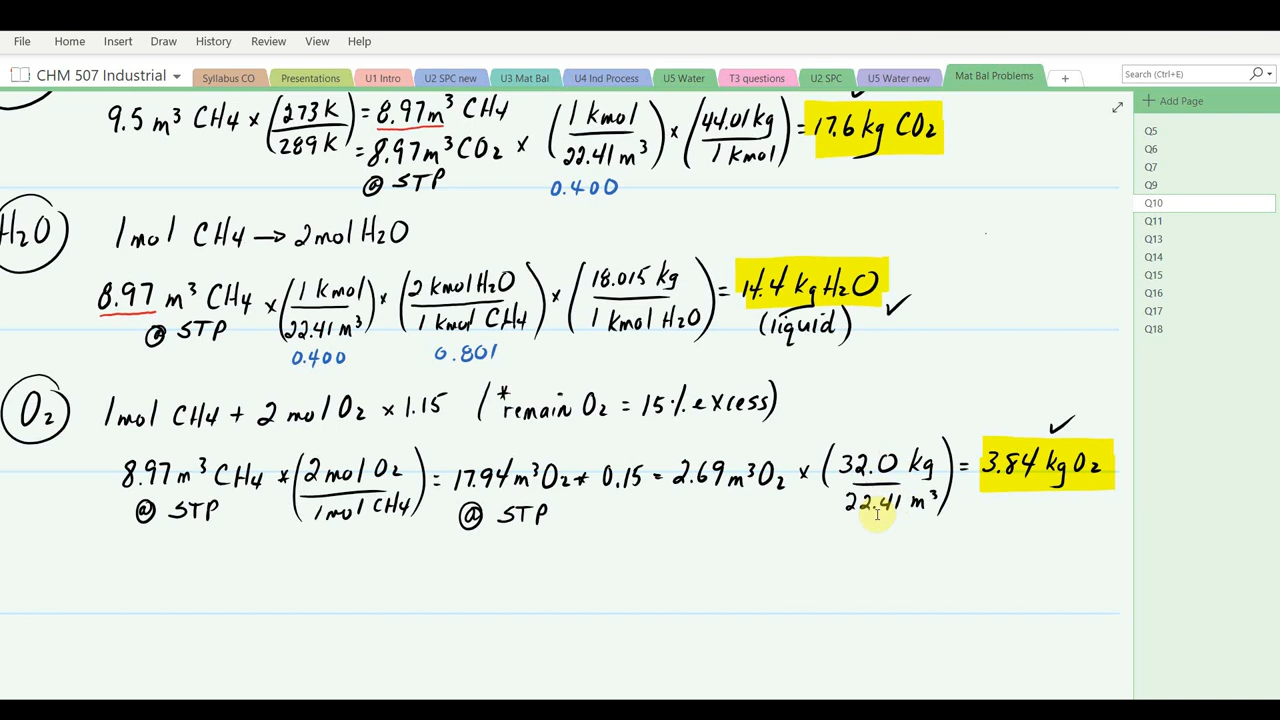 File Home Insert Draw History Review View Help
CHM 507 Industrial Syllabus CO Presentations U1 Intro U2 SPC new U3 Mat Bal U4 Ind Process U5 Water T3 questions U2 SPC U5 Water new Mat Bal Problems + Search (Ctrl+E)
+ Add Page
Q5
Q6
Q7
Q9
Q10
Q11
Q13
Q14
Q15
Q16
Q17
Q18
9.5 m³ CH4 × (273 K / 289 K) = 8.97 m³ CH4
= 8.97 m³ CO2 × (1 kmol / 22.41 m³) × (44.01 kg / 1 kmol) = 17.6 kg CO2 ✓
@ STP 0.400
H2O) 1 mol CH4 → 2 mol H2O
8.97 m³ CH4 × (1 kmol / 22.41 m³) × (2 kmol H2O / 1 kmol CH4) × (18.015 kg / 1 kmol H2O) = 14.4 kg H2O ✓
@ STP (liquid)
0.400 0.801
O2 1 mol CH4 + 2 mol O2 × 1.15 (*remain O2 = 15% excess)
8.97 m³ CH4 * (2 mol O2 / 1 mol CH4) = 17.94 m³ O2 * 0.15 = 2.69 m³ O2 × (32.0 kg / 22.41 m³) = 3.84 kg O2 ✓
@ STP @ STP